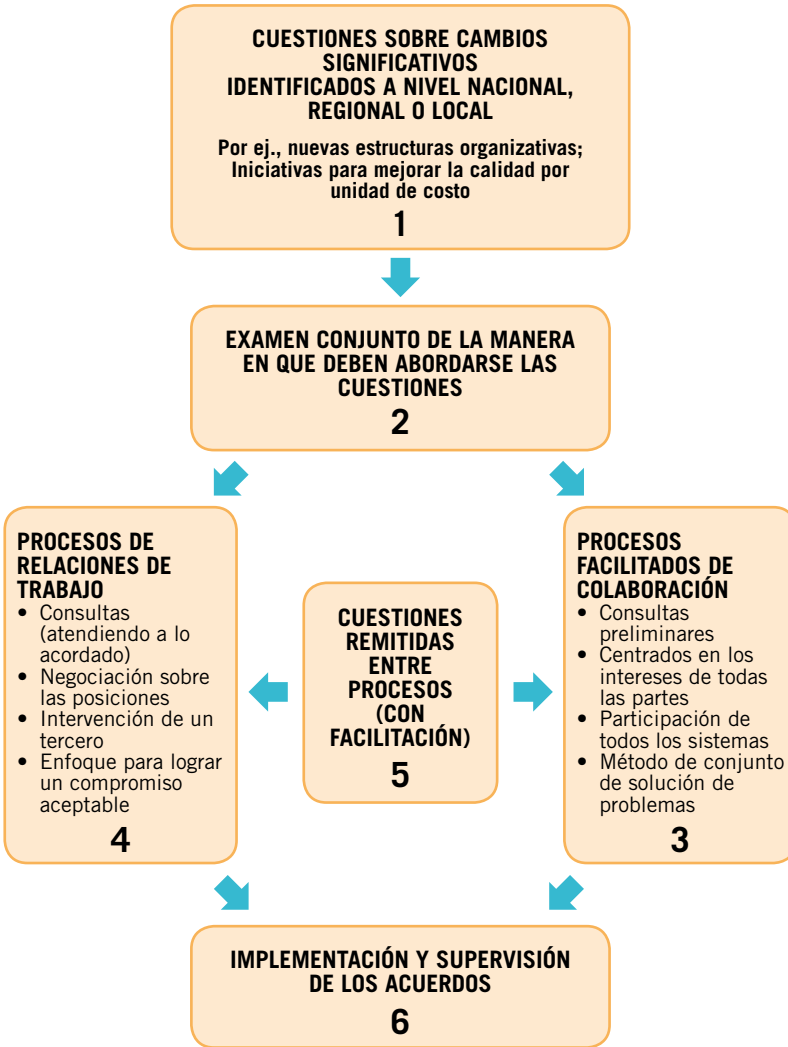 CUESTIONES SOBRE CAMBIOS
SIGNIFICATIVOS
IDENTIFICADOS A NIVEL NACIONAL,
REGIONAL O LOCAL
Por ej., nuevas estructuras organizativas;
Iniciativas para mejorar la calidad por
unidad de costo
1
EXAMEN CONJUNTO DE LA MANERA
EN QUE DEBEN ABORDARSE LAS
CUESTIONES
2
PROCESOS DE
RELACIONES DE
TRABAJO
• Consultas
(atendiendo a lo
acordado)
• Negociación sobre
las posiciones
• Intervención de un
tercero
• Enfoque para lograr
un compromiso
aceptable
4
CUESTIONES
REMITIDAS
ENTRE
PROCESOS
(CON
FACILITACIÓN)
5
PROCESOS
FACILITADOS DE
COLABORACIÓN
• Consultas
preliminares
• Centrados en los
intereses de todas
las partes
• Participación de
todos los sistemas
• Método de conjunto
de solución de
problemas
3
IMPLEMENTACIÓN Y SUPERVISIÓN
DE LOS ACUERDOS
6